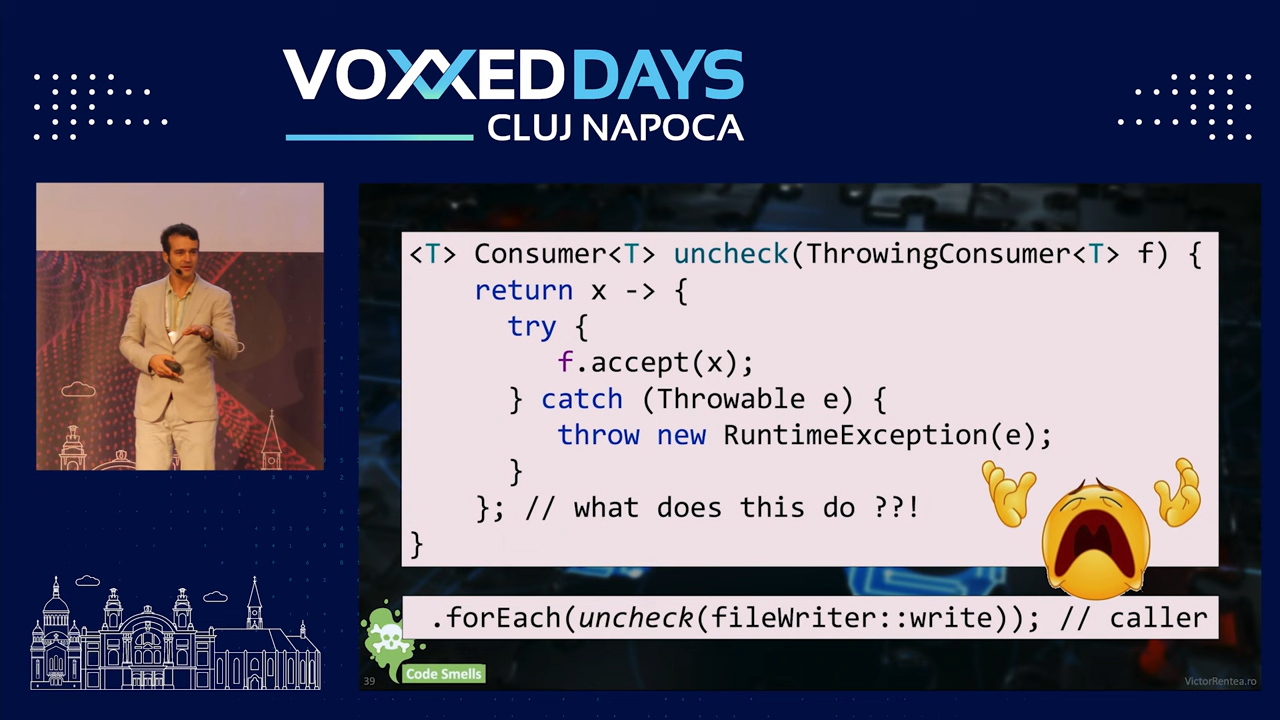 VOXXED DAYS
CLUJ NAPOCA
<T> Consumer<T> uncheck(ThrowingConsumer<T> f) {
return x -> {
try {
f.accept(x);
} catch (Throwable e) {
throw new RuntimeException(e);
}
}; // what does this do ??!
}
.forEach(uncheck(fileWriter::write)); // caller
Code Smells
39
VictorRentea.ro